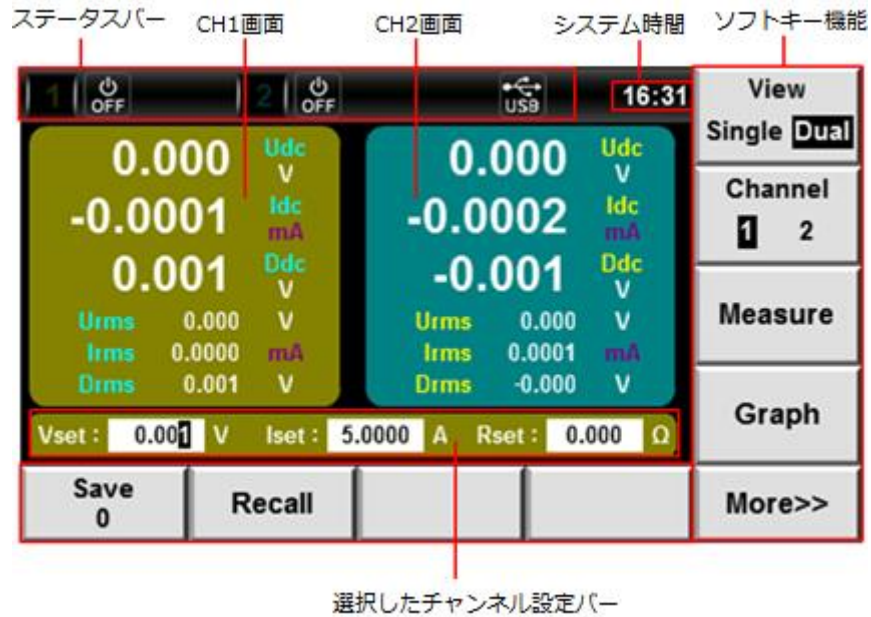 ステータスバー CH1画面 CH2画面 システム時間 ソフトキー機能
1 OFF 2 OFF USB 16:31
View
Single Dual
Channel
1 2
Measure
Graph
More>>
0.000 Udc V
-0.0001 Idc mA
0.001 Ddc V
Urms 0.000 V
Irms 0.0000 mA
Drms 0.001 V
0.000 Udc V
-0.0002 Idc mA
-0.001 Ddc V
Urms 0.000 V
Irms 0.0001 mA
Drms -0.000 V
Vset : 0.001 V Iset : 5.0000 A Rset : 0.000 Ω
Save
0
Recall
選択したチャンネル設定バー